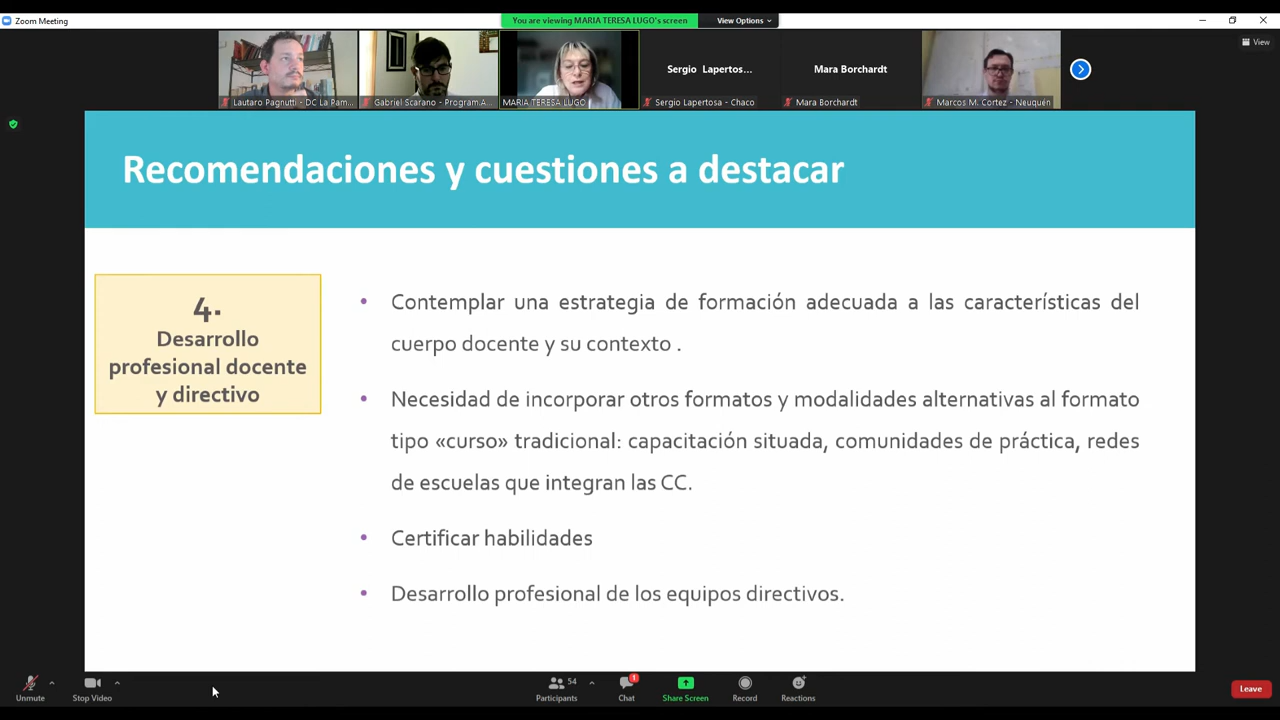 Zoom Meeting
You are viewing MARIA TERESA LUGO's screen
View Options
View
Sergio Lapertos...
Mara Borchardt
Lautaro Pagnutti - DC La Pam...
Gabriel Scarano - Program.A...
MARIA TERESA LUGO
Sergio Lapertosa - Chaco
Mara Borchardt
Marcos M. Cortez - Neuquén
Recomendaciones y cuestiones a destacar
4.
Desarrollo
profesional docente
y directivo
• Contemplar una estrategia de formación adecuada a las características del
cuerpo docente y su contexto .
• Necesidad de incorporar otros formatos y modalidades alternativas al formato
tipo «curso» tradicional: capacitación situada, comunidades de práctica, redes
de escuelas que integran las CC.
• Certificar habilidades
• Desarrollo profesional de los equipos directivos.
Unmute
Stop Video
54
Participants
1
Chat
Share Screen
Record
Reactions
Leave